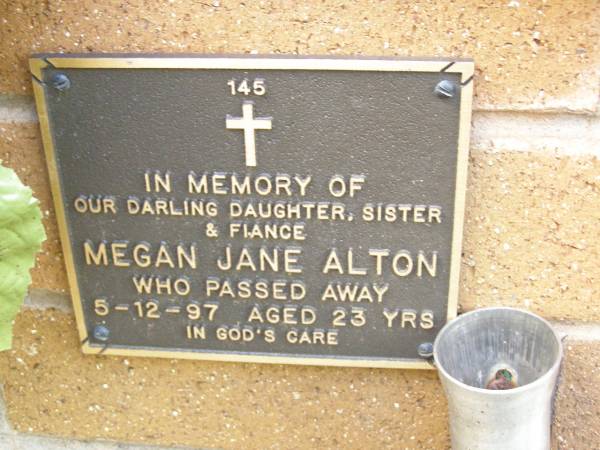 145
IN MEMORY OF
OUR DARLING DAUGHTER, SISTER
& FIANCE
MEGAN JANE ALTON
WHO PASSED AWAY
5-12-97 AGED 23 YRS
IN GOD'S CARE